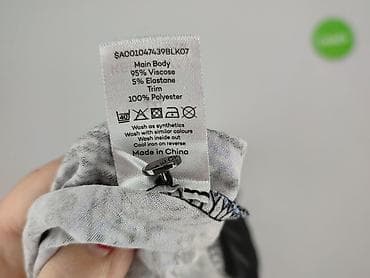 SA001047439BLK07
Main Body
95% Viscose
5% Elastane
Trim
100% Polyester
40
Wash as synthetics
Wash with similar colours
Wash inside out
Cool iron on reverse
Made in China